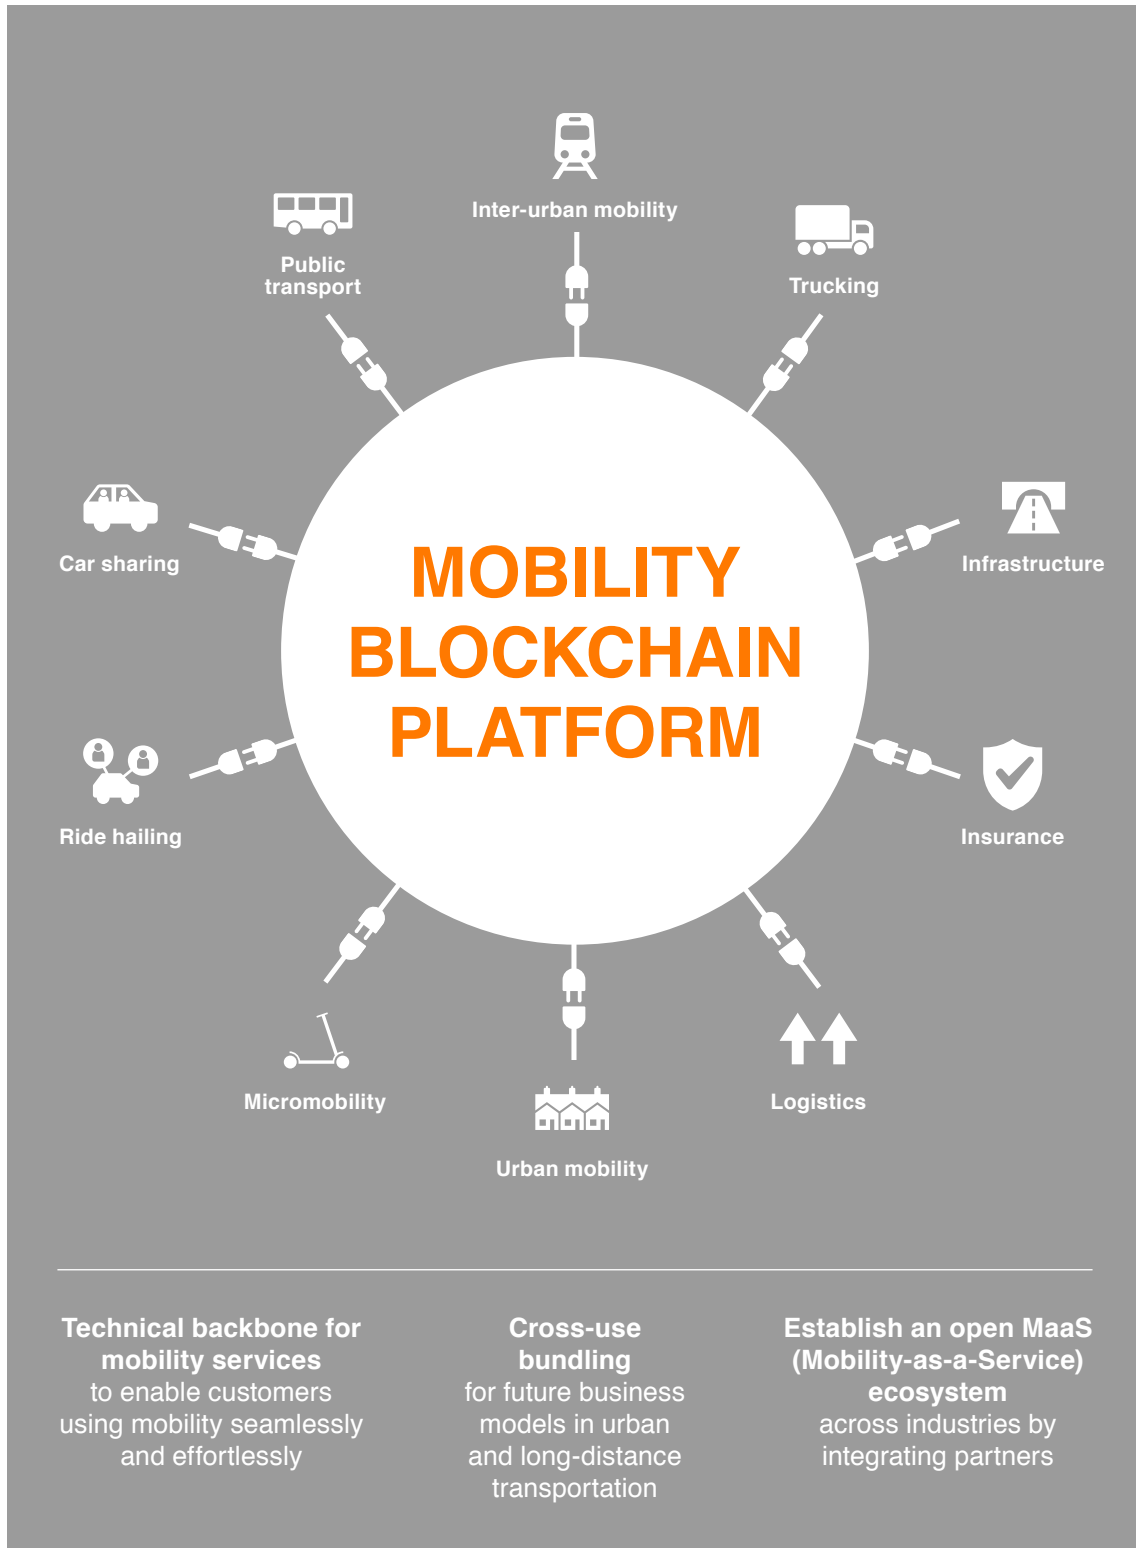 Inter-urban mobility
Public
transport
Trucking
Car sharing
Infrastructure
MOBILITY
BLOCKCHAIN
PLATFORM
Ride hailing
Insurance
Micromobility
Logistics
Urban mobility
Technical backbone for
mobility services
to enable customers
using mobility seamlessly
and effortlessly
Cross-use
bundling
for future business
models in urban
and long-distance
transportation
Establish an open MaaS
(Mobility-as-a-Service)
ecosystem
across industries by
integrating partners